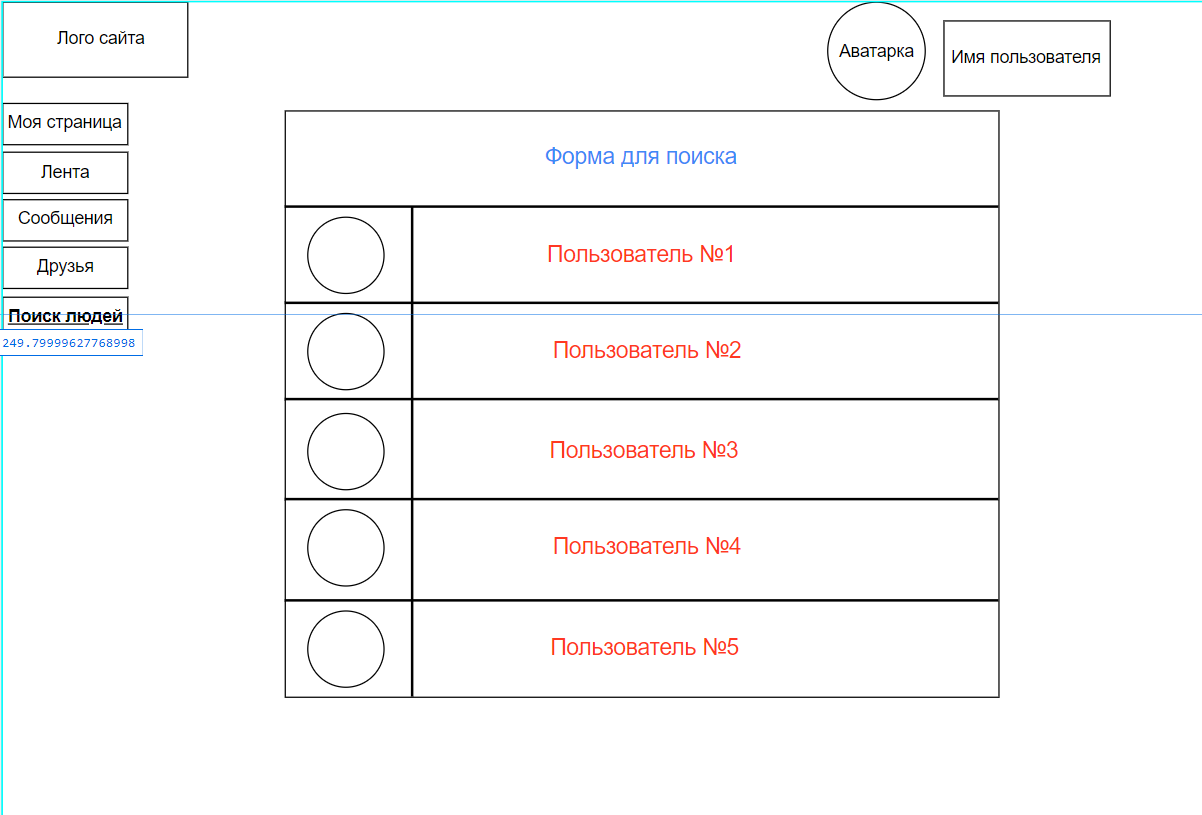 Лого сайта
Аватарка
Имя пользователя
Моя страница
Лента
Сообщения
Друзья
Поиск людей
249.79999627768998
Форма для поиска
Пользователь №1
Пользователь №2
Пользователь №3
Пользователь №4
Пользователь №5